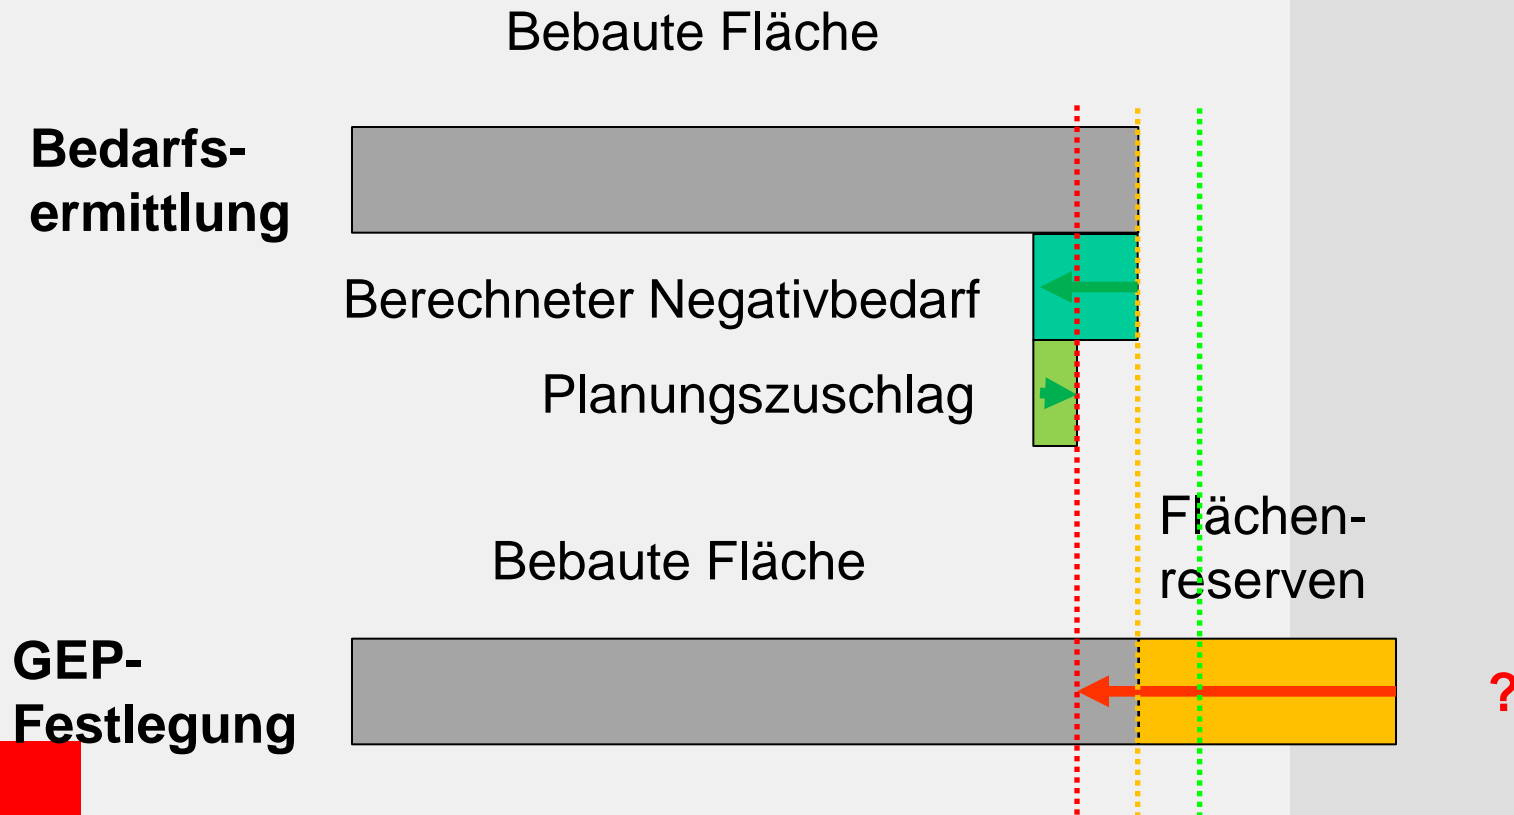 Bebaute Fläche
Bedarfs-
ermittlung
Berechneter Negativbedarf
Planungszuschlag
Flächen-
reserven
Bebaute Fläche
GEP-
Festlegung
?